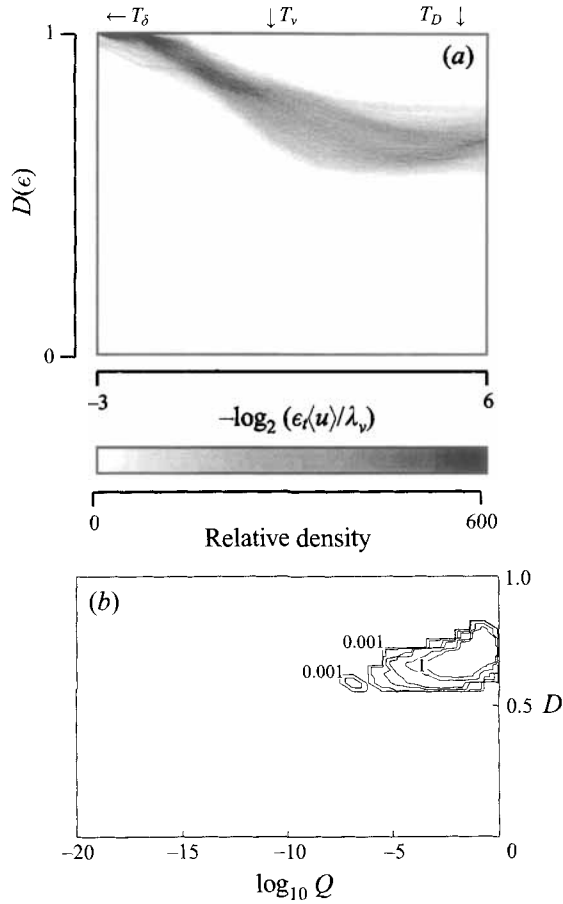 ← T_δ ↓ T_ν T_D ↓
1
(a)
D(ϵ)
0
−3 6
−log₂ (ϵₜ⟨u⟩/λ_ν)
0 600
Relative density
(b)
1.0
0.001
0.001
1
0.5 D
−20 −15 −10 −5 0
log₁₀ Q